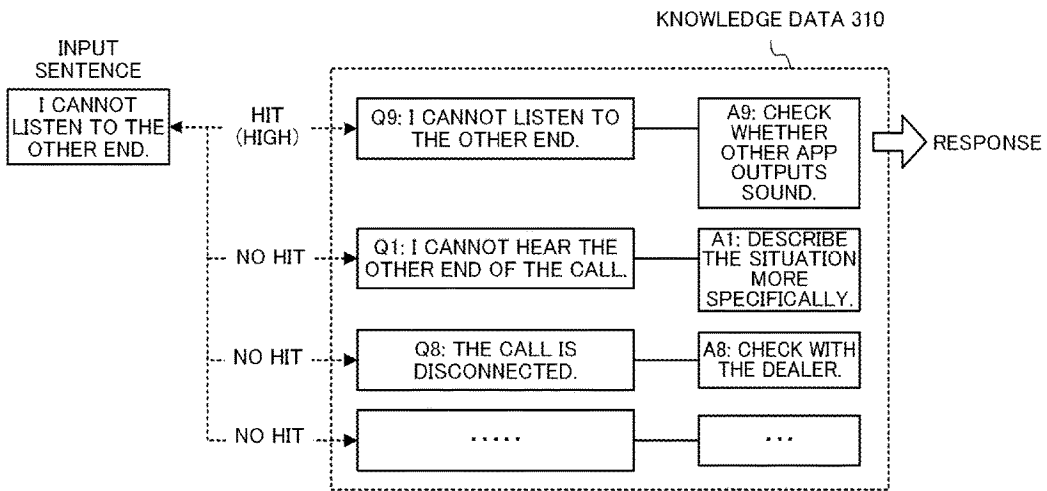 KNOWLEDGE DATA 310
INPUT
SENTENCE
I CANNOT
LISTEN TO THE
OTHER END.
HIT
(HIGH)
Q9: I CANNOT LISTEN TO
THE OTHER END.
A9: CHECK
WHETHER
OTHER APP
OUTPUTS
SOUND.
RESPONSE
NO HIT
Q1: I CANNOT HEAR THE
OTHER END OF THE CALL.
A1: DESCRIBE
THE SITUATION
MORE
SPECIFICALLY.
NO HIT
Q8: THE CALL IS
DISCONNECTED.
A8: CHECK WITH
THE DEALER.
NO HIT
.....
...